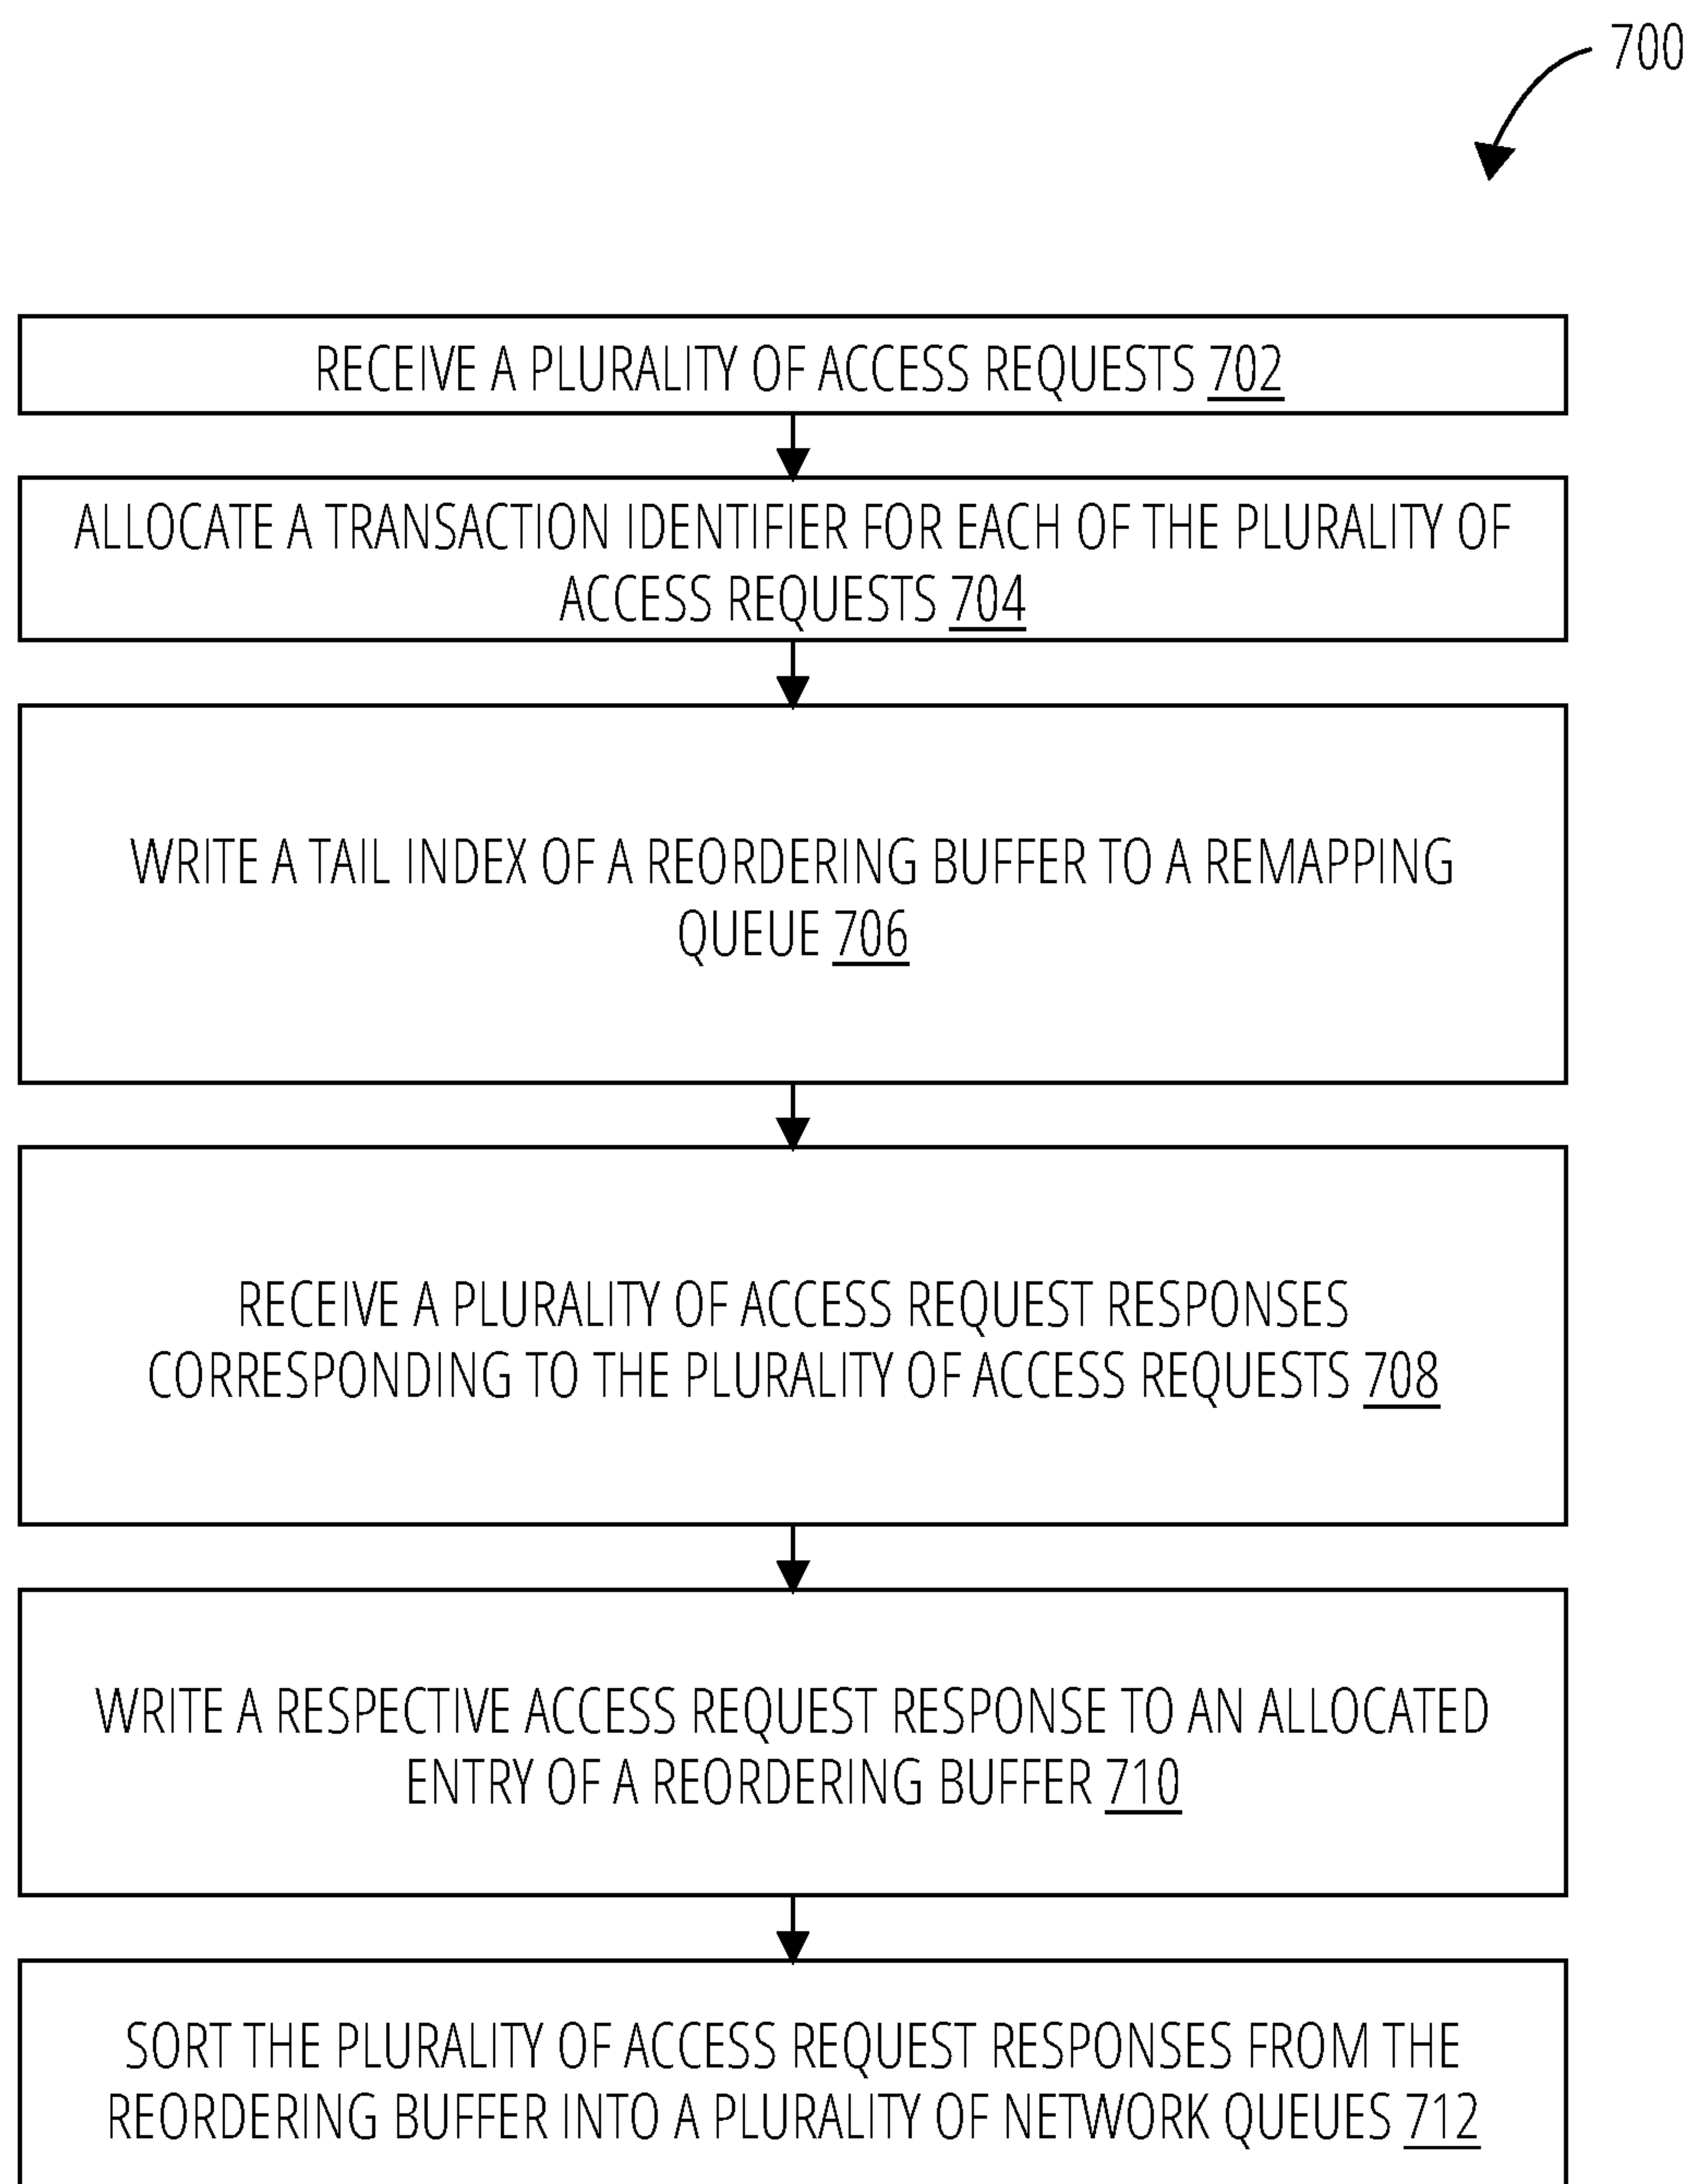 700
RECEIVE A PLURALITY OF ACCESS REQUESTS 702
ALLOCATE A TRANSACTION IDENTIFIER FOR EACH OF THE PLURALITY OF
ACCESS REQUESTS 704
WRITE A TAIL INDEX OF A REORDERING BUFFER TO A REMAPPING
QUEUE 706
RECEIVE A PLURALITY OF ACCESS REQUEST RESPONSES
CORRESPONDING TO THE PLURALITY OF ACCESS REQUESTS 708
WRITE A RESPECTIVE ACCESS REQUEST RESPONSE TO AN ALLOCATED
ENTRY OF A REORDERING BUFFER 710
SORT THE PLURALITY OF ACCESS REQUEST RESPONSES FROM THE
REORDERING BUFFER INTO A PLURALITY OF NETWORK QUEUES 712